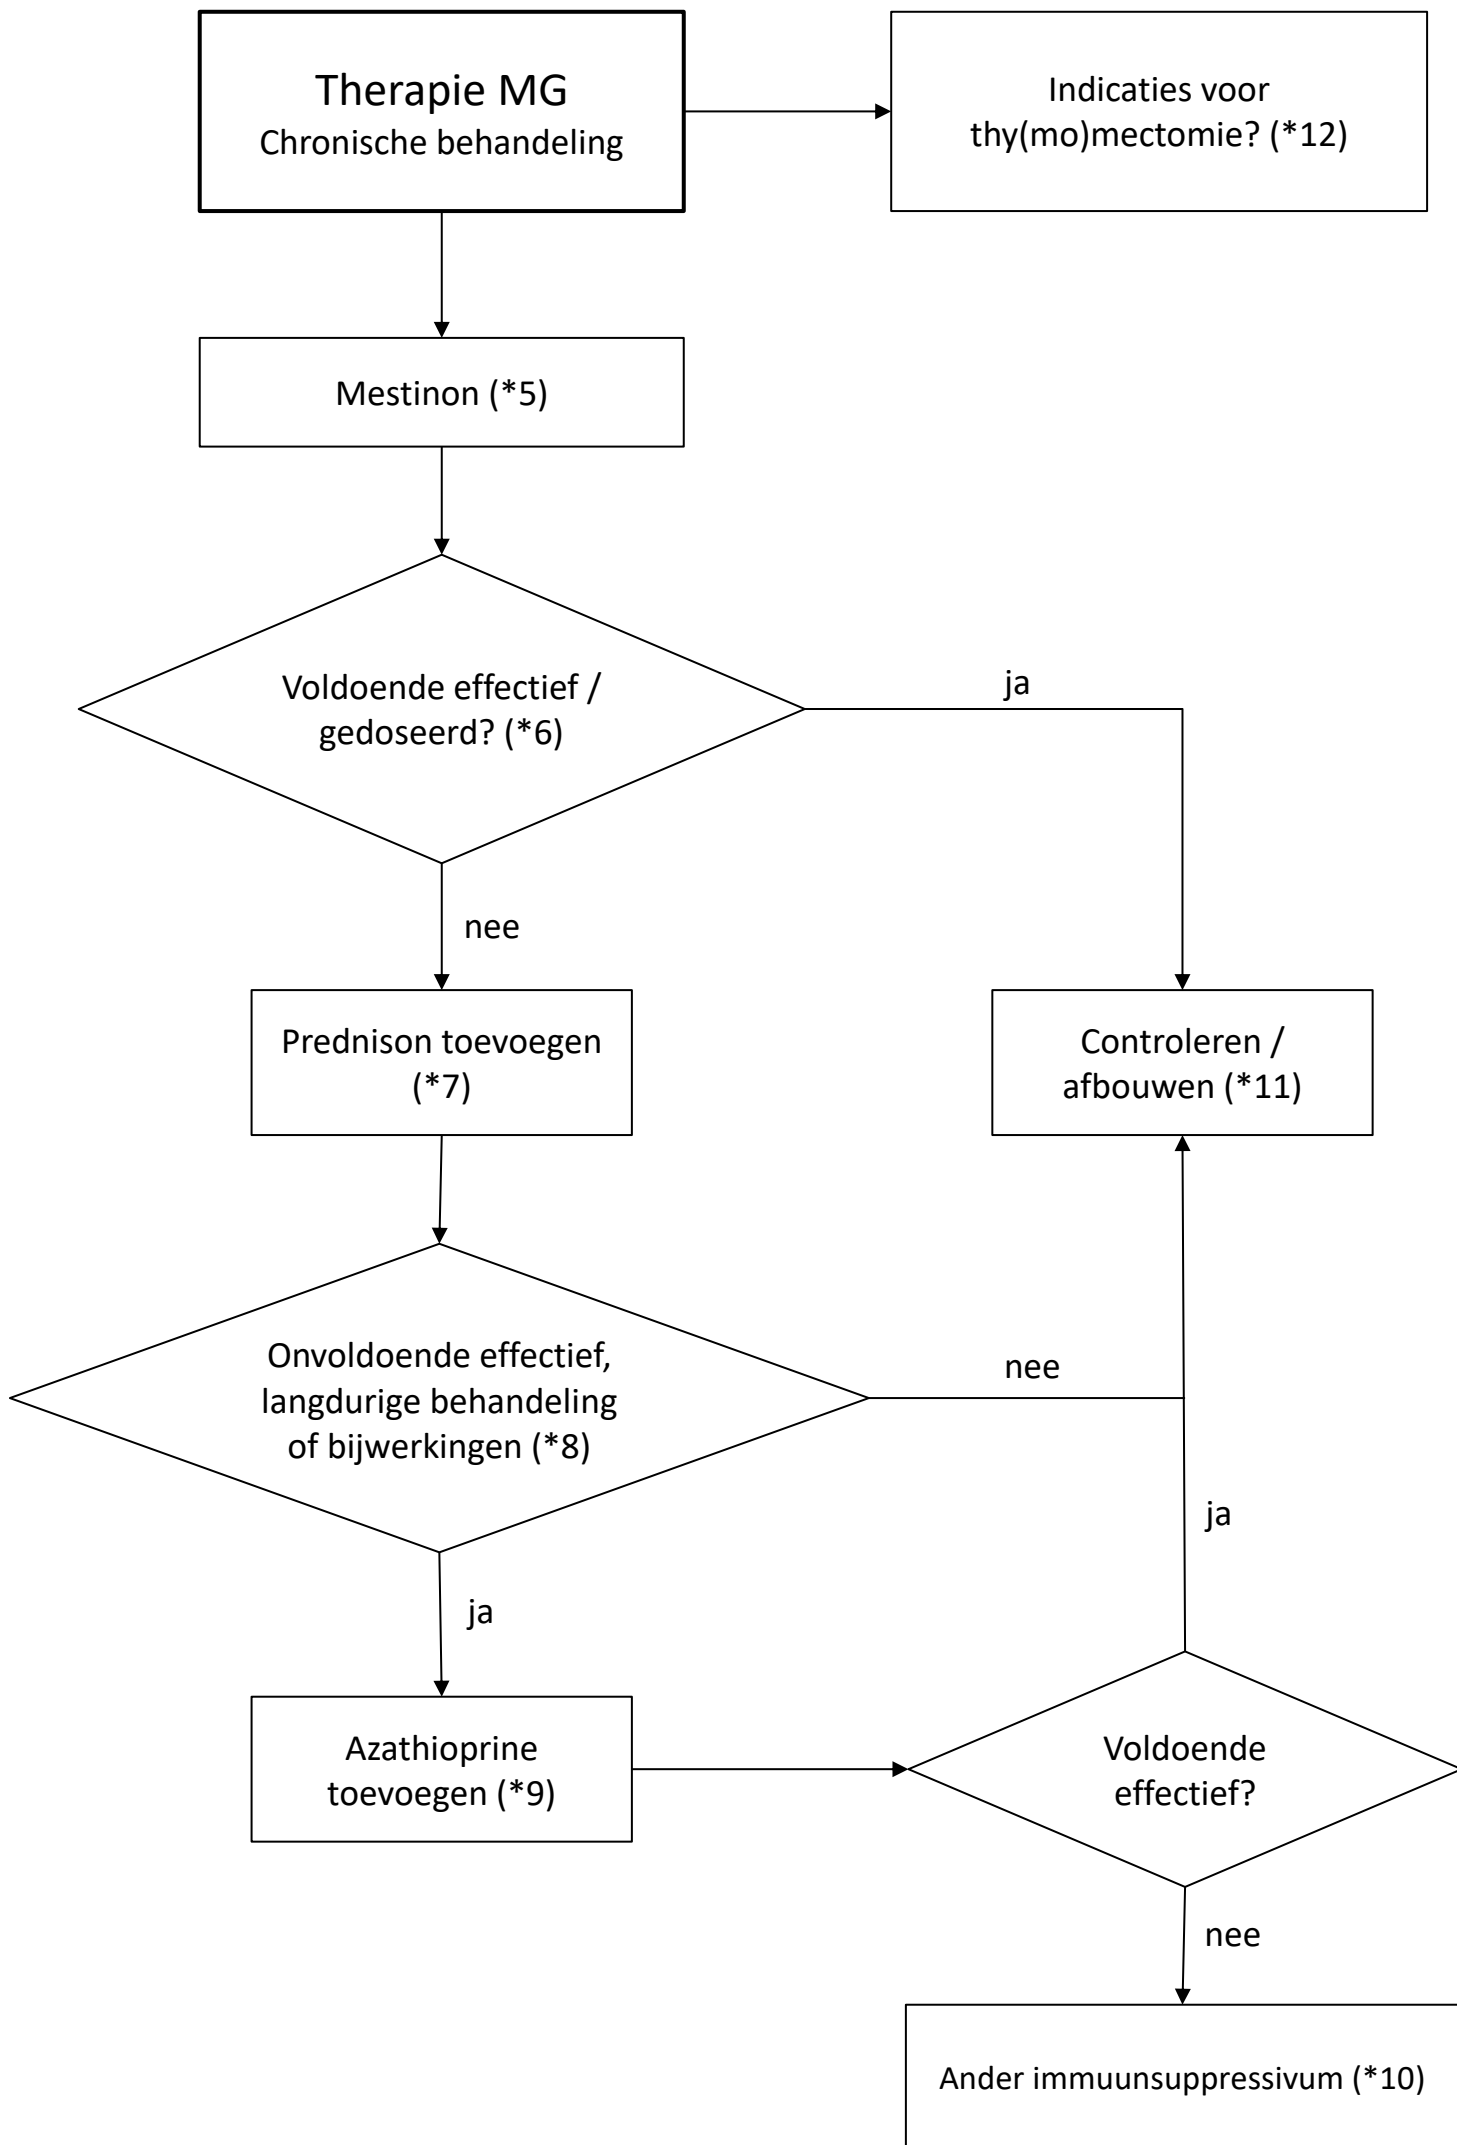 Therapie MG
Chronische behandeling
Indicaties voor
thy(mo)mectomie? (*12)
Mestinon (*5)
Voldoende effectief /
gedoseerd? (*6)
ja
nee
Prednison toevoegen
(*7)
Controleren /
afbouwen (*11)
Onvoldoende effectief,
langdurige behandeling
of bijwerkingen (*8)
nee
ja
ja
Azathioprine
toevoegen (*9)
Voldoende
effectief?
nee
Ander immuunsuppressivum (*10)